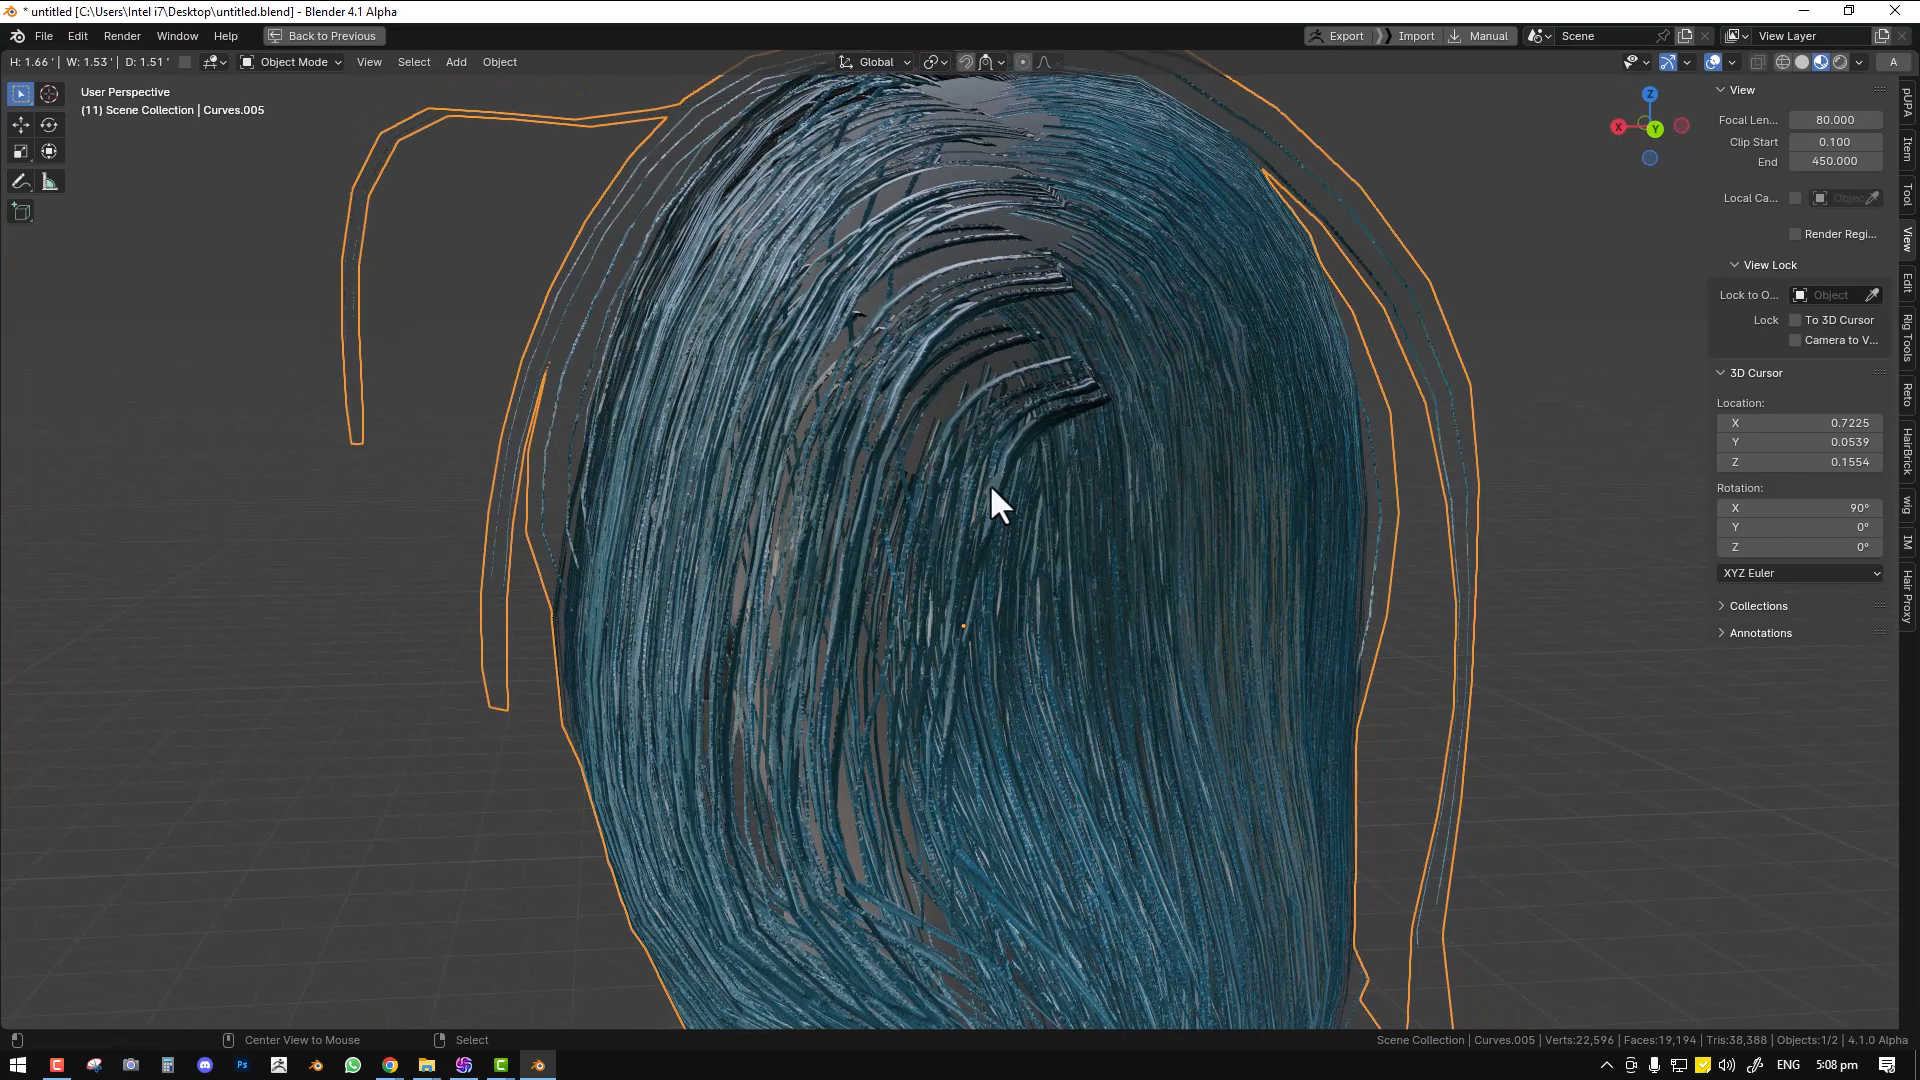 * untitled [C:\Users\Intel i7\Desktop\untitled.blend] - Blender 4.1 Alpha
File Edit Render Window Help Back to Previous Export Import Manual Scene View Layer
H: 1.66 ' | W: 1.53 ' | D: 1.51 ' Object Mode View Select Add Object Global A
User Perspective
(11) Scene Collection | Curves.005
Z
X
Y
View
Focal Len... 80.000
Clip Start 0.100
End 450.000
Local Ca... Objec
Render Regi...
View Lock
Lock to O... Object
Lock To 3D Cursor
Camera to V...
3D Cursor
Location:
X 0.7225
Y 0.0539
Z 0.1554
Rotation:
X 90°
Y 0°
Z 0°
XYZ Euler
Collections
Annotations
pUPA
Item
Tool
View
Edit
Rig Tools
Reto
HairBrick
wig
IM
Hair Proxy
Center View to Mouse Select
Scene Collection | Curves.005 | Verts:22,596 | Faces:19,194 | Tris:38,388 | Objects:1/2 | 4.1.0 Alpha
Ps
ENG 5:08 pm